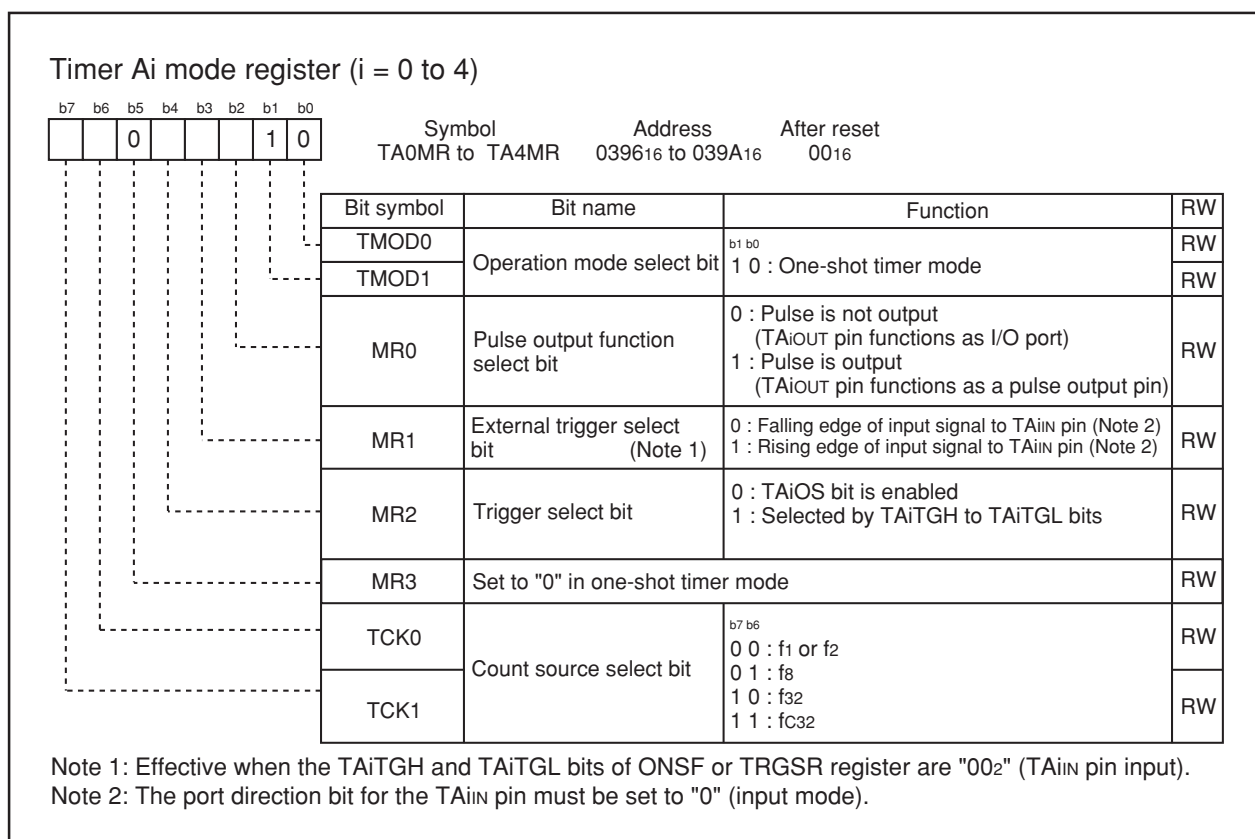 Timer Ai mode register (i = 0 to 4)
b7 b6 b5 b4 b3 b2 b1 b0
0 1 0
Symbol Address After reset
TA0MR to TA4MR 039616 to 039A16 0016
Bit symbol Bit name Function RW
TMOD0 RW
TMOD1 RW
Operation mode select bit
b1 b0
1 0 : One-shot timer mode
MR0
Pulse output function
select bit
0 : Pulse is not output
(TAiOUT pin functions as I/O port)
1 : Pulse is output
(TAiOUT pin functions as a pulse output pin)
RW
MR1
External trigger select
bit (Note 1)
0 : Falling edge of input signal to TAiIN pin (Note 2)
1 : Rising edge of input signal to TAiIN pin (Note 2)
RW
MR2
Trigger select bit
0 : TAiOS bit is enabled
1 : Selected by TAiTGH to TAiTGL bits
RW
MR3 Set to "0" in one-shot timer mode RW
TCK0 RW
TCK1 RW
Count source select bit
b7 b6
0 0 : f1 or f2
0 1 : f8
1 0 : f32
1 1 : fC32
Note 1: Effective when the TAiTGH and TAiTGL bits of ONSF or TRGSR register are "002" (TAiIN pin input).
Note 2: The port direction bit for the TAiIN pin must be set to "0" (input mode).